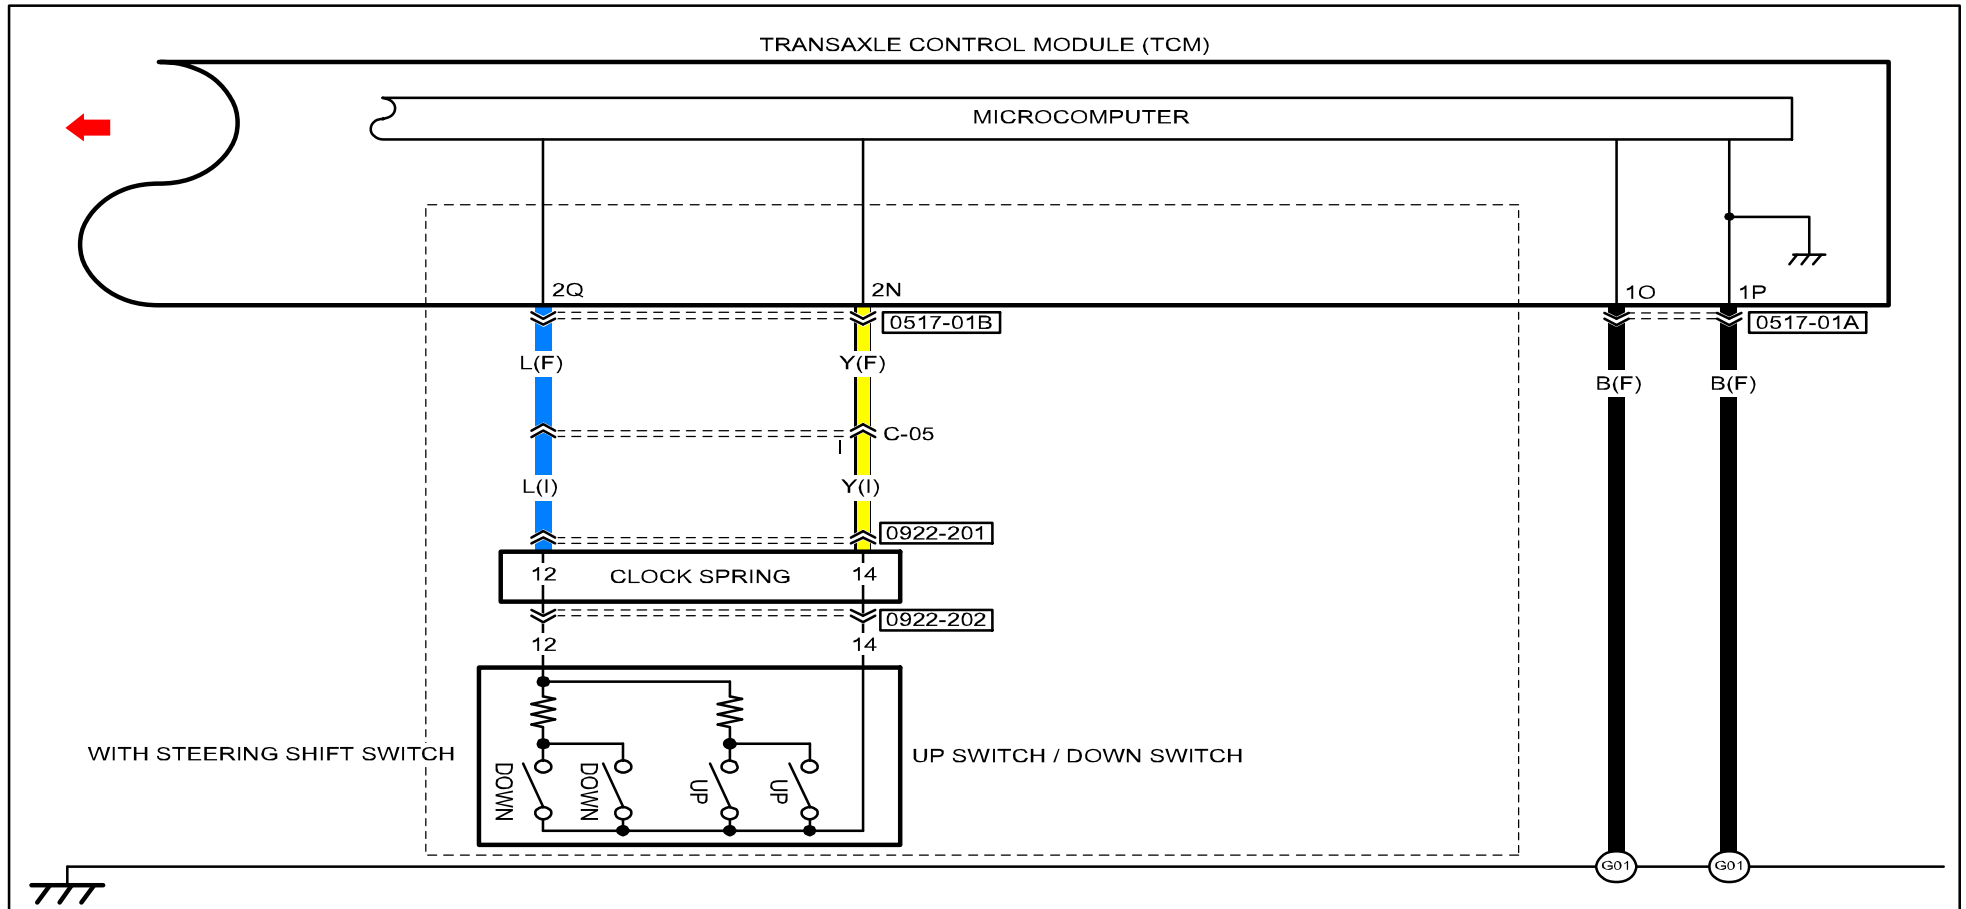 TRANSAXLE CONTROL MODULE (TCM)
MICROCOMPUTER
2Q
2N
1O
1P
0517-01B
0517-01A
L(F)
Y(F)
B(F)
B(F)
C-05
I
L(I)
Y(I)
0922-201
12
CLOCK SPRING
14
0922-202
12
14
WITH STEERING SHIFT SWITCH
UP SWITCH / DOWN SWITCH
DOWN
DOWN
UP
UP
G01
G01